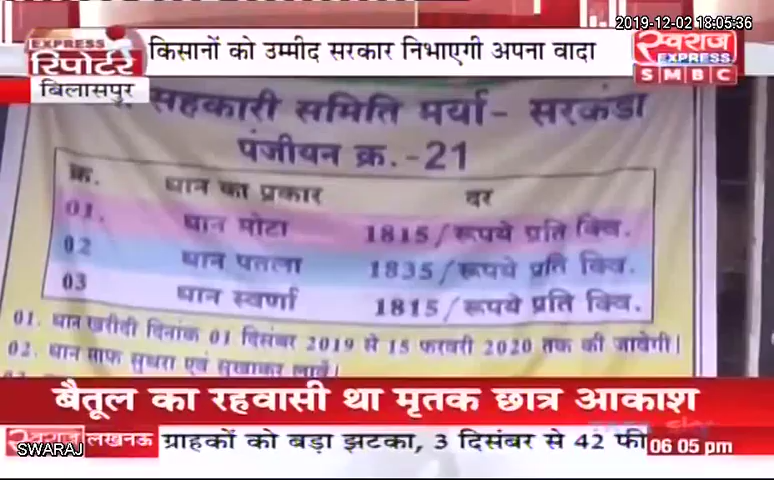 2019-12-02 18:05:36
EXPRESS
रिपोर्टर
बिलासपुर
किसानों को उम्मीद सरकार निभाएगी अपना वादा
स्वराज
EXPRESS
SMBC
सहकारी समिति मर्या- सरकंडा
पंजीयन क्र.-21
क्र. धान का प्रकार दर
01. धान मोटा 1815/रूपये प्रति क्विं.
02 धान पतला 1835/रूपये प्रति क्विं.
03 धान स्वर्णा 1815/रूपये प्रति क्विं.
01. धान खरीदी दिनांक 01 दिसंबर 2019 से 15 फरवरी 2020 तक की जावेगी।
02. धान साफ सुथरा एवं सुखाकर लावें।
बैतूल का रहवासी था मृतक छात्र आकाश
स्वराज लखनऊ ग्राहकों को बड़ा झटका, 3 दिसंबर से 42 फी
SWARAJ
06 05 pm